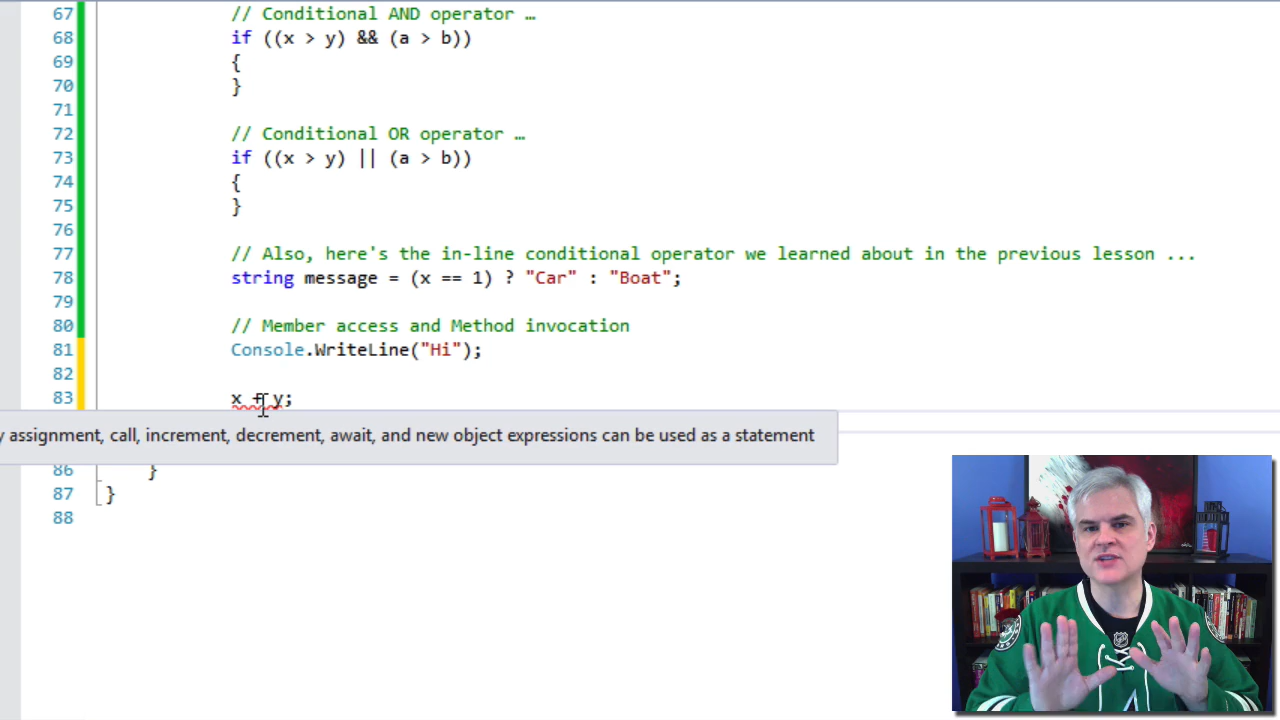 67 // Conditional AND operator …
68 if ((x > y) && (a > b))
69 {
70 }
71
72 // Conditional OR operator …
73 if ((x > y) || (a > b))
74 {
75 }
76
77 // Also, here's the in-line conditional operator we learned about in the previous lesson ...
78 string message = (x == 1) ? "Car" : "Boat";
79
80 // Member access and Method invocation
81 Console.WriteLine("Hi");
82
83 x + y;
y assignment, call, increment, decrement, await, and new object expressions can be used as a statement
86 }
87 }
88
NHL